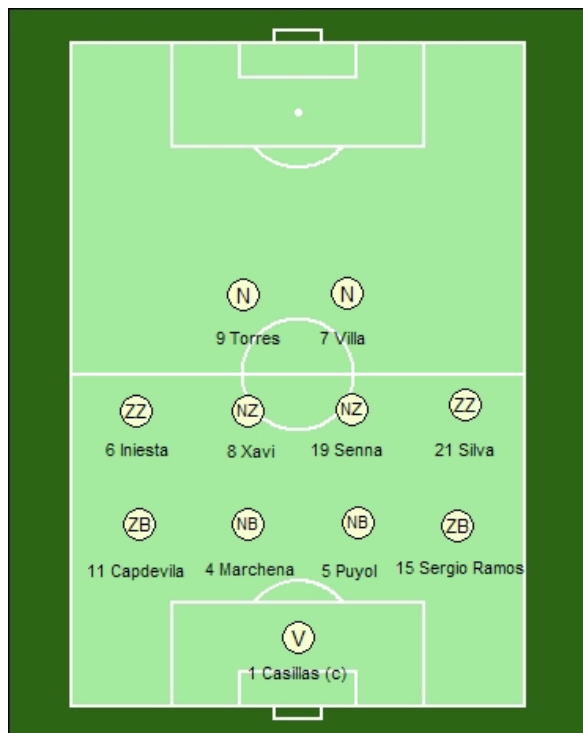 N N
9 Torres 7 Villa
ZZ NZ NZ ZZ
6 Iniesta 8 Xavi 19 Senna 21 Silva
ZB NB NB ZB
11 Capdevila 4 Marchena 5 Puyol 15 Sergio Ramos
V
1 Casillas (c)